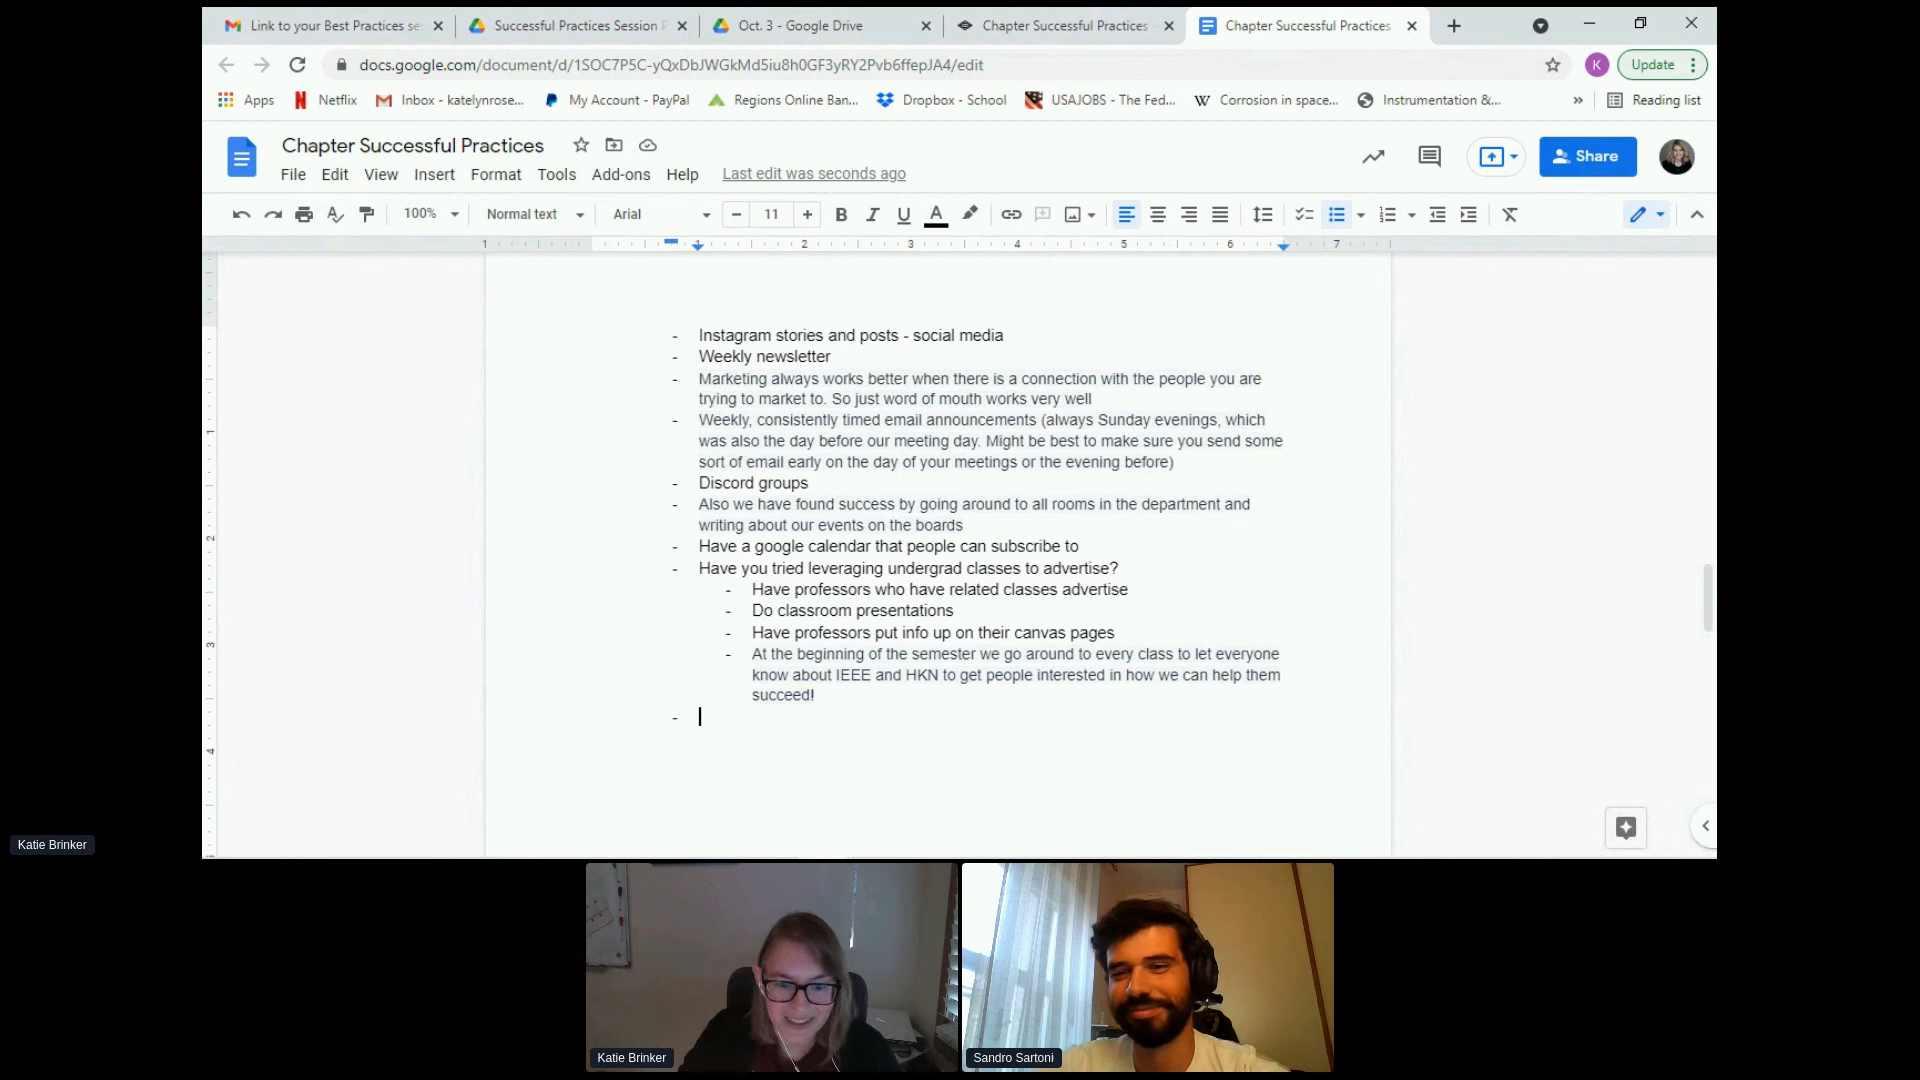 Link to your Best Practices se
Successful Practices Session P
Oct. 3 - Google Drive
Chapter Successful Practices
Chapter Successful Practices
docs.google.com/document/d/1SOC7P5C-yQxDbJWGkMd5iu8h0GF3yRY2Pvb6ffepJA4/edit
K
Update
Apps
Netflix
Inbox - katelynrose...
My Account - PayPal
Regions Online Ban...
Dropbox - School
USAJOBS - The Fed...
Corrosion in space...
Instrumentation &...
»
Reading list
Chapter Successful Practices
Share
File Edit View Insert Format Tools Add-ons Help Last edit was seconds ago
100% Normal text Arial 11 B I U A
1 1 2 3 4 5 6 7
- Instagram stories and posts - social media
- Weekly newsletter
- Marketing always works better when there is a connection with the people you are
trying to market to. So just word of mouth works very well
- Weekly, consistently timed email announcements (always Sunday evenings, which
was also the day before our meeting day. Might be best to make sure you send some
sort of email early on the day of your meetings or the evening before)
- Discord groups
- Also we have found success by going around to all rooms in the department and
writing about our events on the boards
- Have a google calendar that people can subscribe to
- Have you tried leveraging undergrad classes to advertise?
- Have professors who have related classes advertise
- Do classroom presentations
- Have professors put info up on their canvas pages
- At the beginning of the semester we go around to every class to let everyone
know about IEEE and HKN to get people interested in how we can help them
succeed!
-
1
2
3
4
Katie Brinker
Katie Brinker
Sandro Sartoni